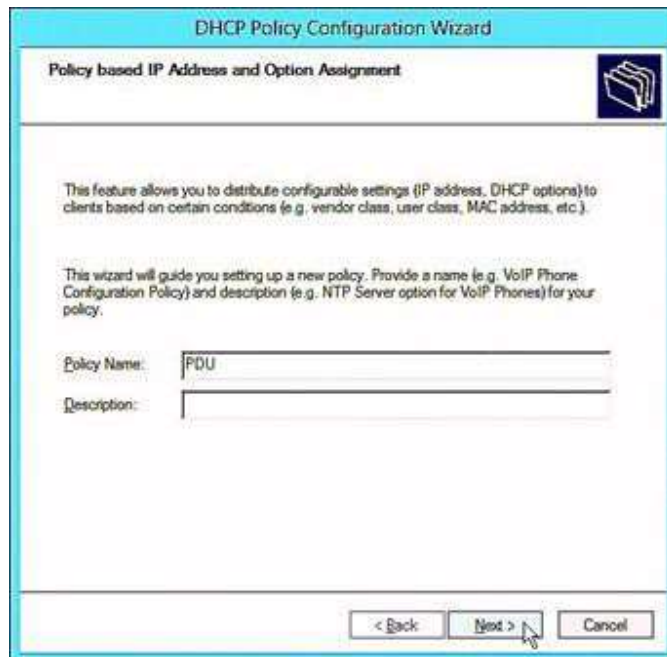 DHCP Policy Configuration Wizard
Policy based IP Address and Option Assignment
This feature allows you to distribute configurable settings (IP address, DHCP options) to
clients based on certain conditions (e.g. vendor class, user class, MAC address, etc.).
This wizard will guide you setting up a new policy. Provide a name (e.g. VoIP Phone
Configuration Policy) and description (e.g. NTP Server option for VoIP Phones) for your
policy.
Policy Name: PDU
Description:
< Back Next > Cancel